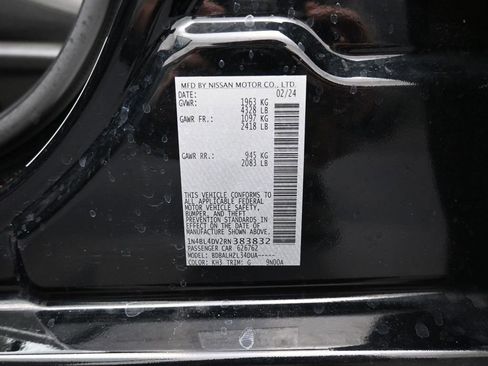 MFD BY NISSAN MOTOR CO., LTD.
DATE: 02/24
GVWR: 1963 KG
4328 LB
GAWR FR.: 1097 KG
2418 LB
GAWR RR.: 945 KG
2083 LB
THIS VEHICLE CONFORMS TO
ALL APPLICABLE FEDERAL
MOTOR VEHICLE SAFETY,
BUMPER, AND THEFT
PREVENTION STANDARDS
IN EFFECT ON THE DATE OF
MANUFACTURE SHOWN ABOVE.
1N4BL4DV2RN383832
PASSENGER CAR 626762
MODEL: BDBALHZL34DUA-----
COLOR: KH3 TRIM: G 9N00A